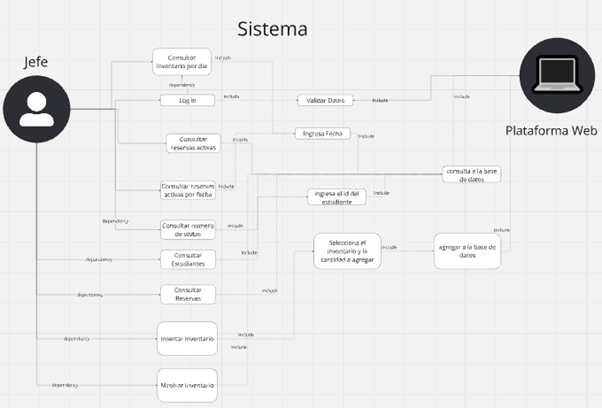 Sistema
Jefe
Plataforma Web
Consultar
inventario por dia
include
dependency
Log in
include
Validar Datos
include
include
Ingresa Fecha
include
Consultar
reservas activas
include
consulta a la base
de datos
Consultar reservas
activas por fecha
include
ingresa el id del
estudiante
include
dependency
Consultar numero
de visitas
include
Selecciona el
inventario y la
cantidad a agregar
include
agregar a la base de
datos
include
Consultar
Estudiantes
include
dependency
Consultar
Reservas
include
dependency
Insertar Inventario
include
include
dependency
Mostrar Inventario
dependency